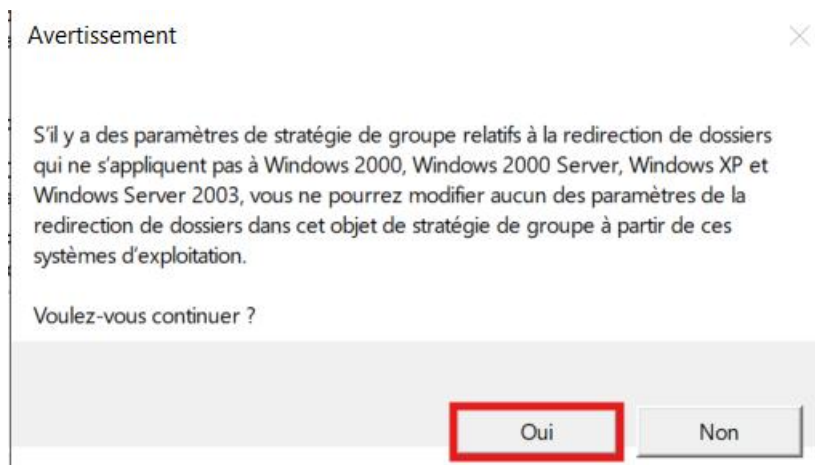 Avertissement
S'il y a des paramètres de stratégie de groupe relatifs à la redirection de dossiers
qui ne s'appliquent pas à Windows 2000, Windows 2000 Server, Windows XP et
Windows Server 2003, vous ne pourrez modifier aucun des paramètres de la
redirection de dossiers dans cet objet de stratégie de groupe à partir de ces
systèmes d'exploitation.
Voulez-vous continuer ?
Oui
Non